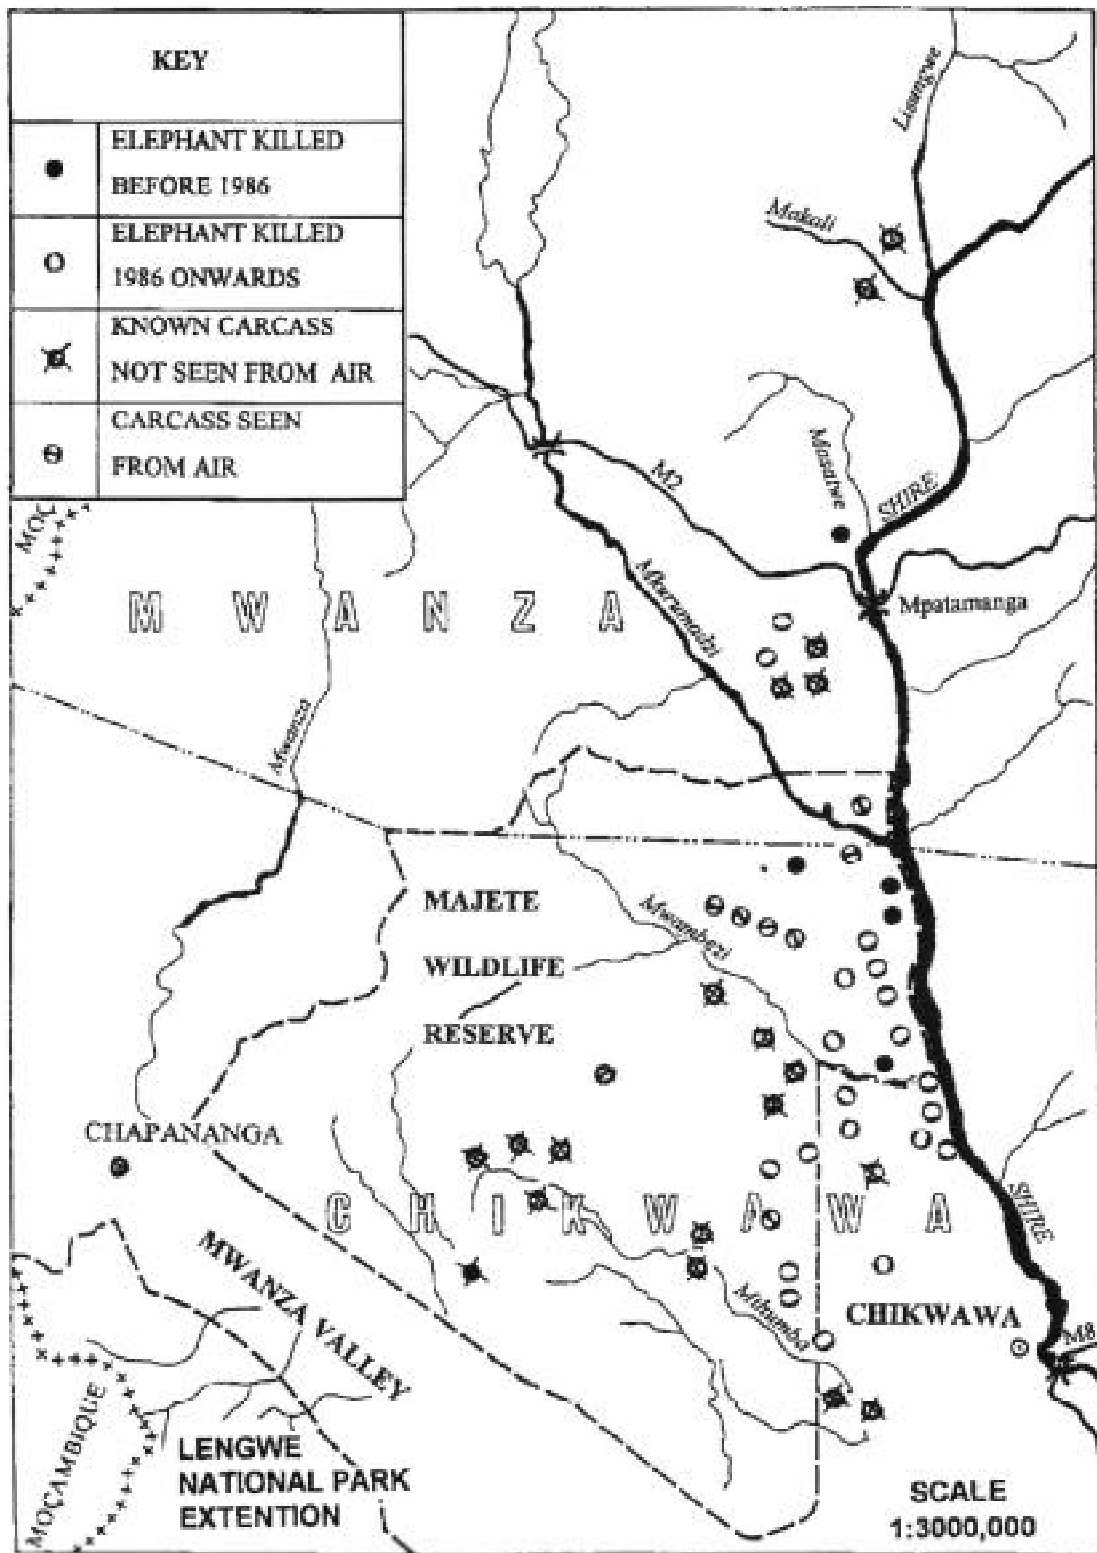 KEY
ELEPHANT KILLED
BEFORE 1986
ELEPHANT KILLED
1986 ONWARDS
KNOWN CARCASS
NOT SEEN FROM AIR
CARCASS SEEN
FROM AIR
Lisungwe
Makali
M2
SHIRE
MOÇ
Mpatamanga
MWANZA
Mwanza
MAJETE
WILDLIFE
RESERVE
Mwambezi
CHAPANANGA
CHIKWAWA
SHIRE
MWANZA VALLEY
CHIKWAWA
M8
MOÇAMBIQUE
LENGWE
NATIONAL PARK
EXTENTION
SCALE
1:3000,000